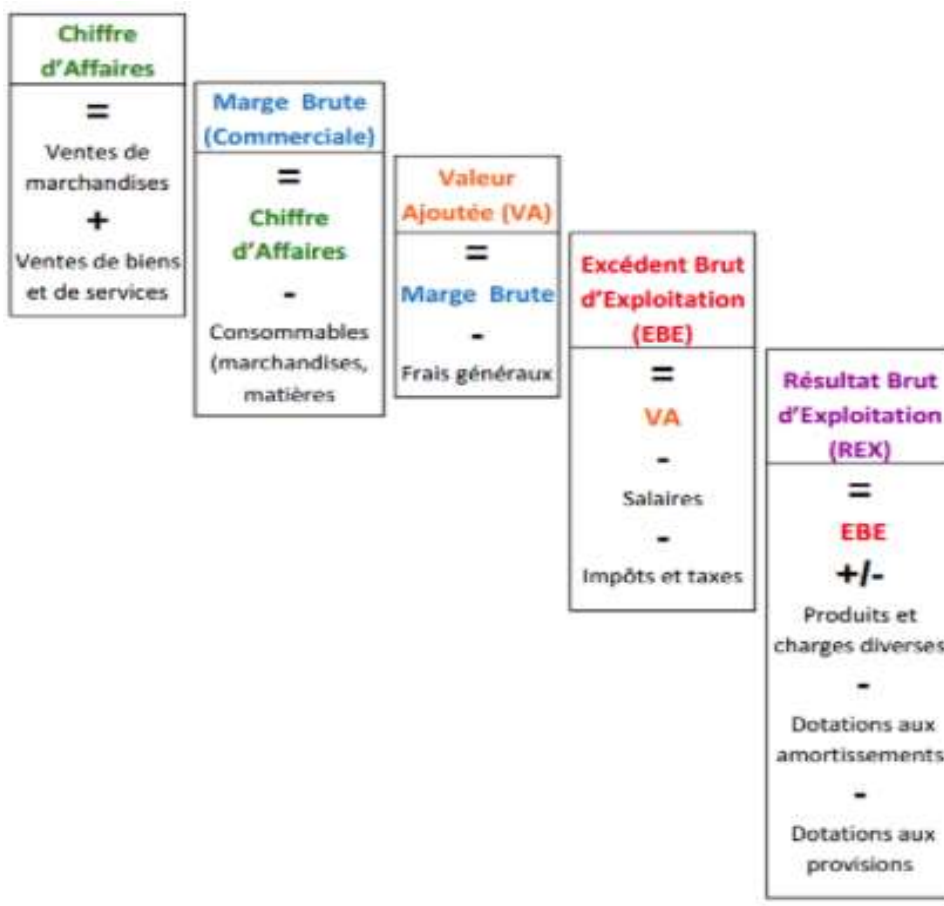 Chiffre
d'Affaires
=
Ventes de
marchandises
+
Ventes de biens
et de services
Marge Brute
(Commerciale)
=
Chiffre
d'Affaires
-
Consommables
(marchandises,
matières
Valeur
Ajoutée (VA)
=
Marge Brute
-
Frais généraux
Excédent Brut
d'Exploitation
(EBE)
=
VA
-
Salaires
-
Impôts et taxes
Résultat Brut
d'Exploitation
(REX)
=
EBE
+/-
Produits et
charges diverses
-
Dotations aux
amortissements
-
Dotations aux
provisions